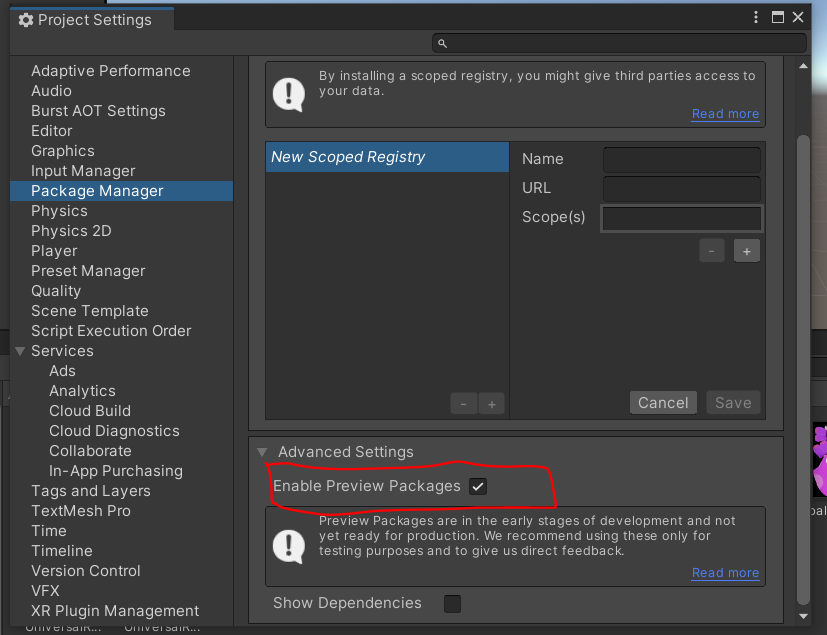 Project Settings
Adaptive Performance
Audio
Burst AOT Settings
Editor
Graphics
Input Manager
Package Manager
Physics
Physics 2D
Player
Preset Manager
Quality
Scene Template
Script Execution Order
Services
Ads
Analytics
Cloud Build
Cloud Diagnostics
Collaborate
In-App Purchasing
Tags and Layers
TextMesh Pro
Time
Timeline
Version Control
VFX
XR Plugin Management
By installing a scoped registry, you might give third parties access to
your data.
Read more
New Scoped Registry
Name
URL
Scope(s)
- +
- +
Cancel Save
Advanced Settings
Enable Preview Packages
Preview Packages are in the early stages of development and not
yet ready for production. We recommend using these only for
testing purposes and to give us direct feedback.
Read more
Show Dependencies